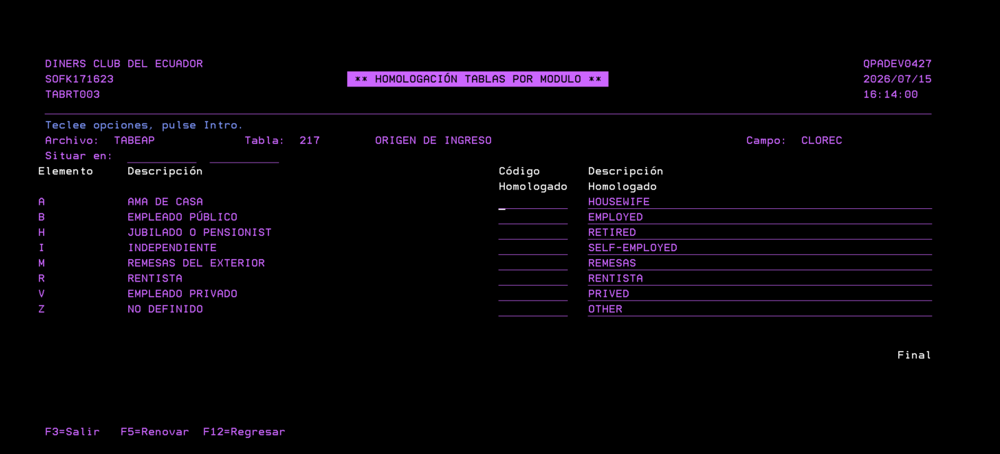 DINERS CLUB DEL ECUADOR QPADEV0427
SOFK171623 ** HOMOLOGACIÓN TABLAS POR MODULO ** 2026/07/15
TABRT003 16:14:00
Teclee opciones, pulse Intro.
Archivo: TABEAP Tabla: 217 ORIGEN DE INGRESO Campo: CLOREC
Situar en:
Elemento Descripción Código Descripción
Homologado Homologado
A AMA DE CASA HOUSEWIFE
B EMPLEADO PÚBLICO EMPLOYED
H JUBILADO O PENSIONIST RETIRED
I INDEPENDIENTE SELF-EMPLOYED
M REMESAS DEL EXTERIOR REMESAS
R RENTISTA RENTISTA
V EMPLEADO PRIVADO PRIVED
Z NO DEFINIDO OTHER
Final
F3=Salir F5=Renovar F12=Regresar